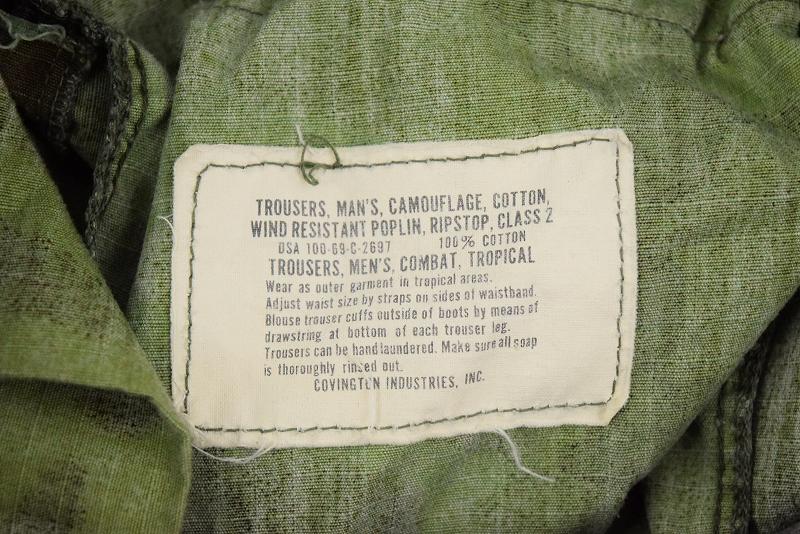 TROUSERS, MAN'S, CAMOUFLAGE, COTTON,
WIND RESISTANT POPLIN, RIPSTOP, CLASS 2
DSA 100-69-C-2697 100% COTTON
TROUSERS, MEN'S, COMBAT, TROPICAL
Wear as outer garment in tropical areas.
Adjust waist size by straps on sides of waistband.
Blouse trouser cuffs outside of boots by means of
drawstring at bottom of each trouser leg.
Trousers can be hand laundered. Make sure all soap
is thoroughly rinsed out.
COVINGTON INDUSTRIES, INC.